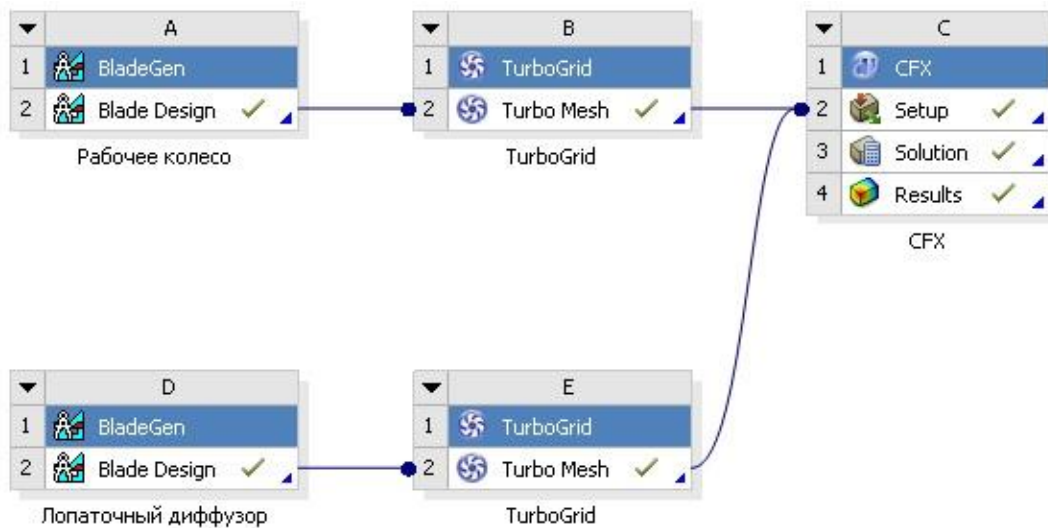 A
1 BladeGen
2 Blade Design
Рабочее колесо
B
1 TurboGrid
2 Turbo Mesh
TurboGrid
C
1 CFX
2 Setup
3 Solution
4 Results
CFX
D
1 BladeGen
2 Blade Design
Лопаточный диффузор
E
1 TurboGrid
2 Turbo Mesh
TurboGrid